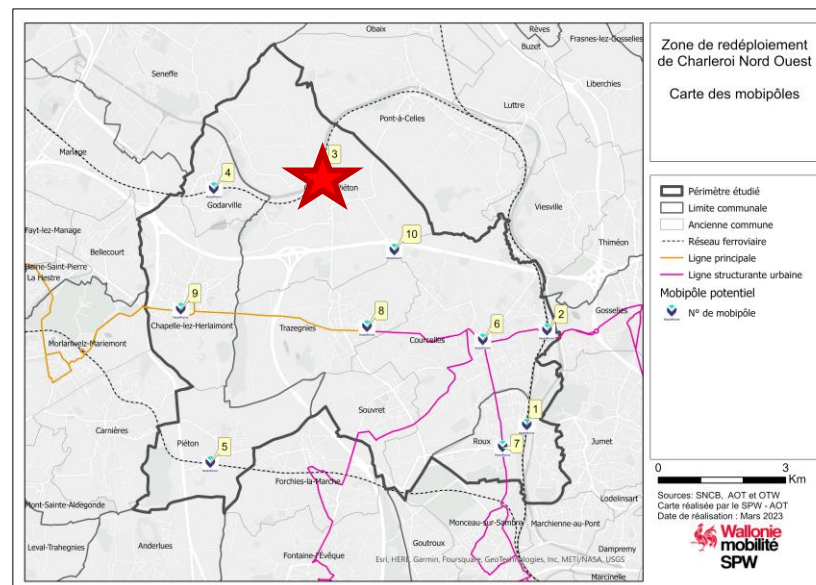 Zone de redéploiement
de Charleroi Nord Ouest
Carte des mobipôles
Périmètre étudié
Limite communale
Ancienne commune
Réseau ferroviaire
Ligne principale
Ligne structurante urbaine
Mobipôle potentiel
N° de mobipôle
0 3
Km
Sources: SNCB, AOT et OTW
Carte réalisée par le SPW - AOT
Date de réalisation : Mars 2023
Wallonie
mobilité
SPW
Obaix
Rèves
Frasnes-lez-Gosselies
Buzet
Seneffe
Liberchies
Luttre
Pont-à-Celles
Manage
3
Piéton
4
Godarville
Viesville
10
Fayt-lez-Manage
Bellecourt
Thiméon
La Hestre
9
Gosselies
2
8
6
Chapelle-lez-Herlaimont
Trazegnies
Courcelles
Morlanwelz-Mariemont
Souvret
1
Carnières
Piéton
Roux
7
Jumet
5
Forchies-la-Marche
Mont-Sainte-Aldegonde
Lodelinsart
Monceau-sur-Sambre
Marchienne-au-Pont
Leval-Trahegnies
Anderlues
Goutroux
Dampremy
Fontaine-l'Évêque
Esri, HERE, Garmin, Foursquare, GeoTechnologies, Inc, METI/NASA, USGS
Marcinelle